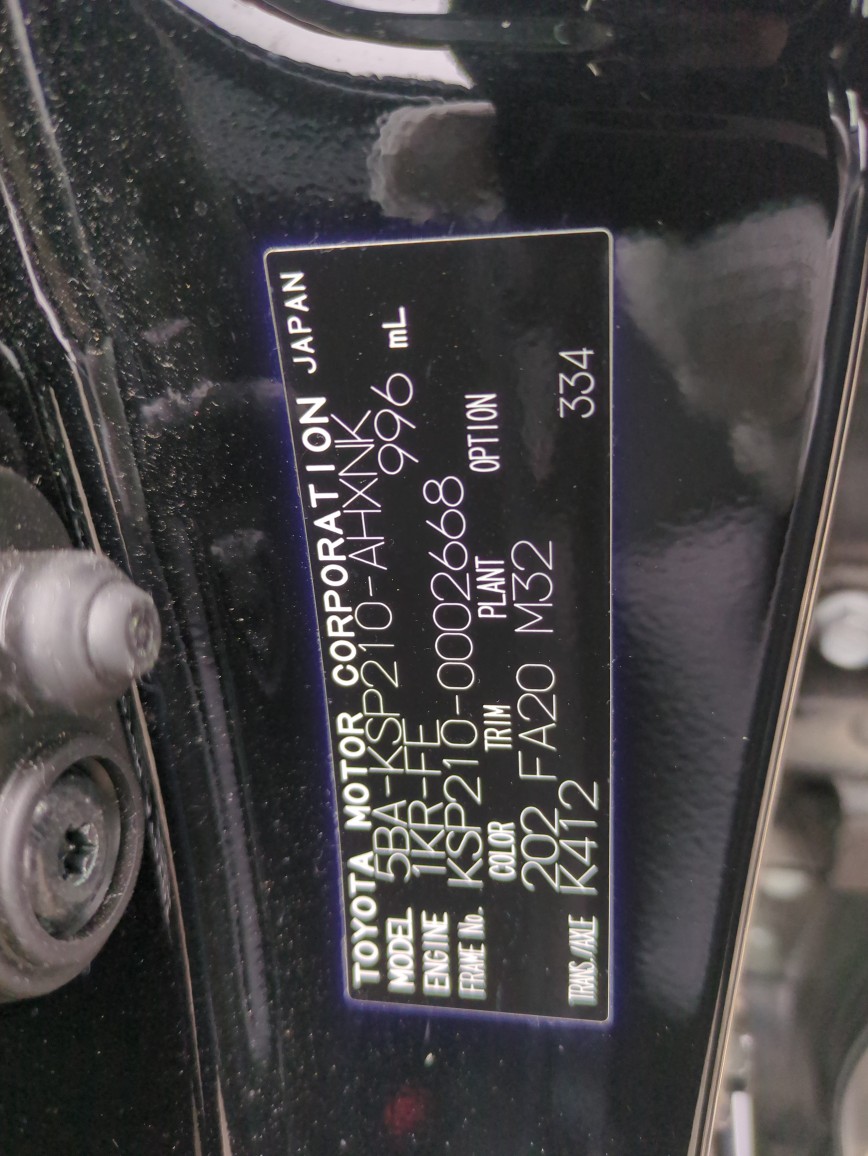 TOYOTA MOTOR CORPORATION JAPAN
MODEL 5BA-KSP210-AHXNK
ENGINE 1KR-FE 996 mL
FRAME No. KSP210-0002668
COLOR TRIM PLANT OPTION
202 FA20 M32
TRANS./AXLE K412 334